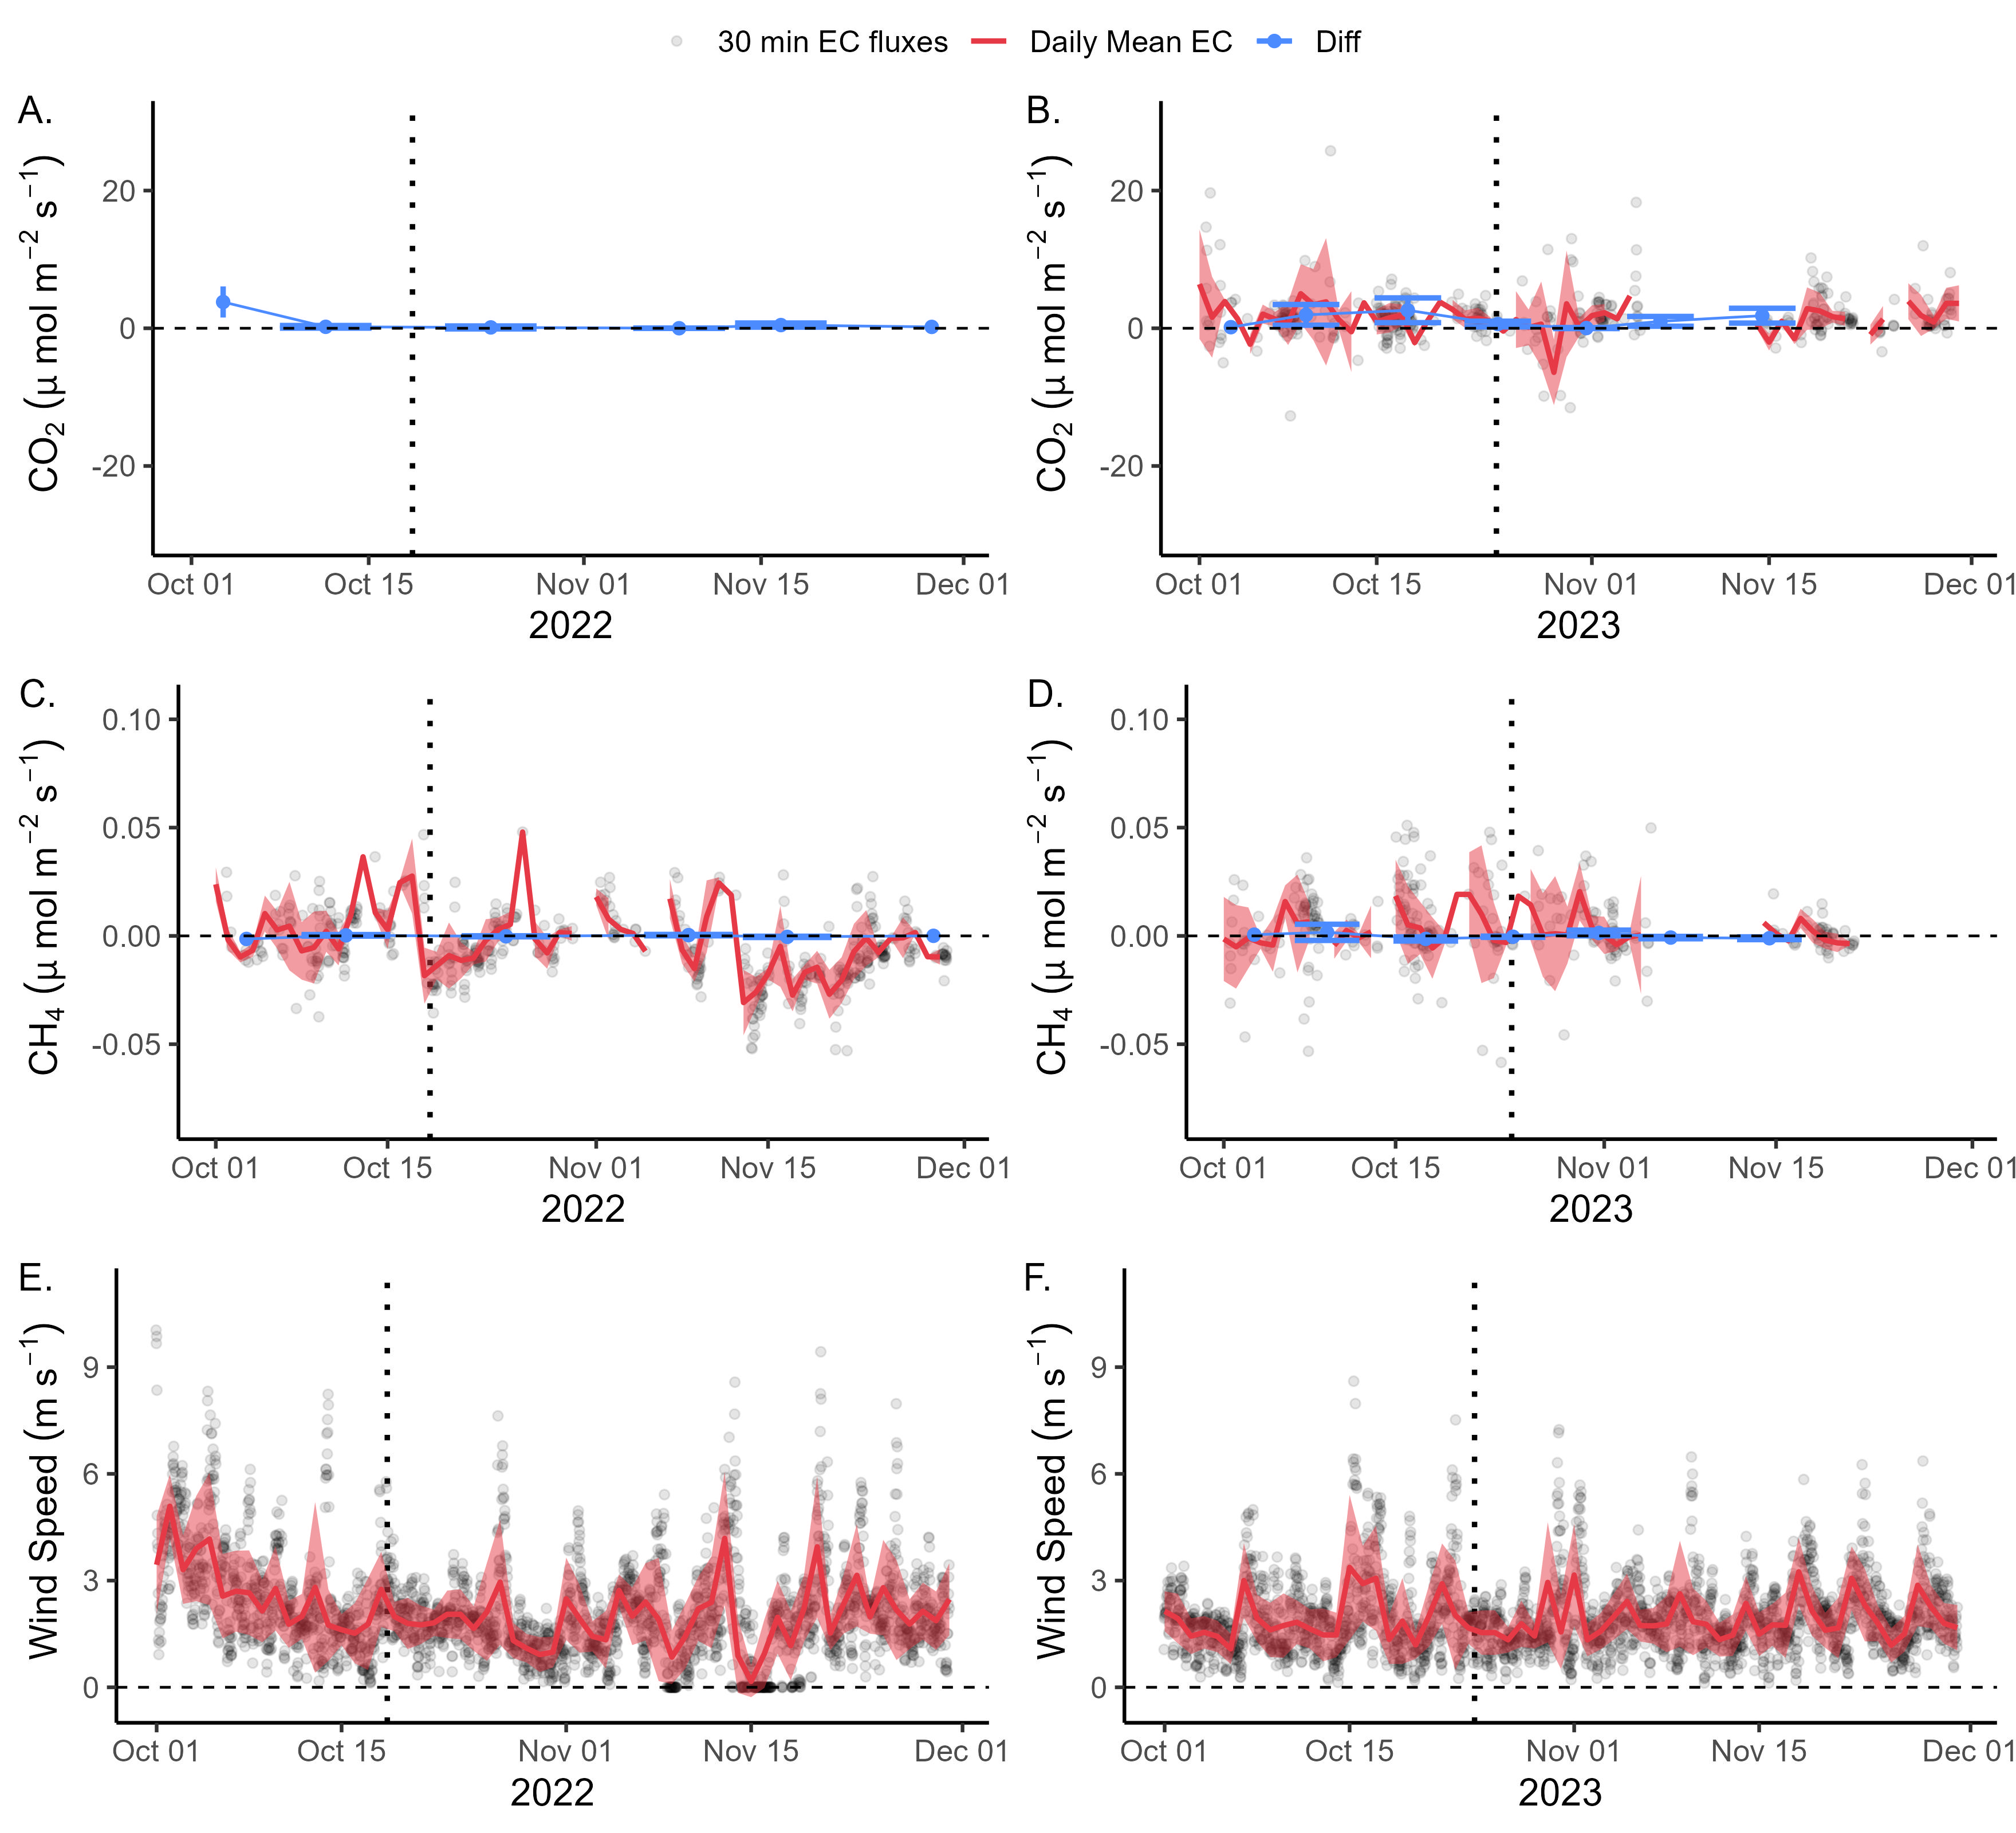 30 min EC fluxes Daily Mean EC Diff
A.
CO₂ (µ mol m⁻² s⁻¹)
20
0
-20
Oct 01 Oct 15 Nov 01 Nov 15 Dec 01
2022
B.
CO₂ (µ mol m⁻² s⁻¹)
20
0
-20
Oct 01 Oct 15 Nov 01 Nov 15 Dec 01
2023
C.
CH₄ (µ mol m⁻² s⁻¹)
0.10
0.05
0.00
-0.05
Oct 01 Oct 15 Nov 01 Nov 15 Dec 01
2022
D.
CH₄ (µ mol m⁻² s⁻¹)
0.10
0.05
0.00
-0.05
Oct 01 Oct 15 Nov 01 Nov 15 Dec 01
2023
E.
Wind Speed (m s⁻¹)
9
6
3
0
Oct 01 Oct 15 Nov 01 Nov 15 Dec 01
2022
F.
Wind Speed (m s⁻¹)
9
6
3
0
Oct 01 Oct 15 Nov 01 Nov 15 Dec 01
2023